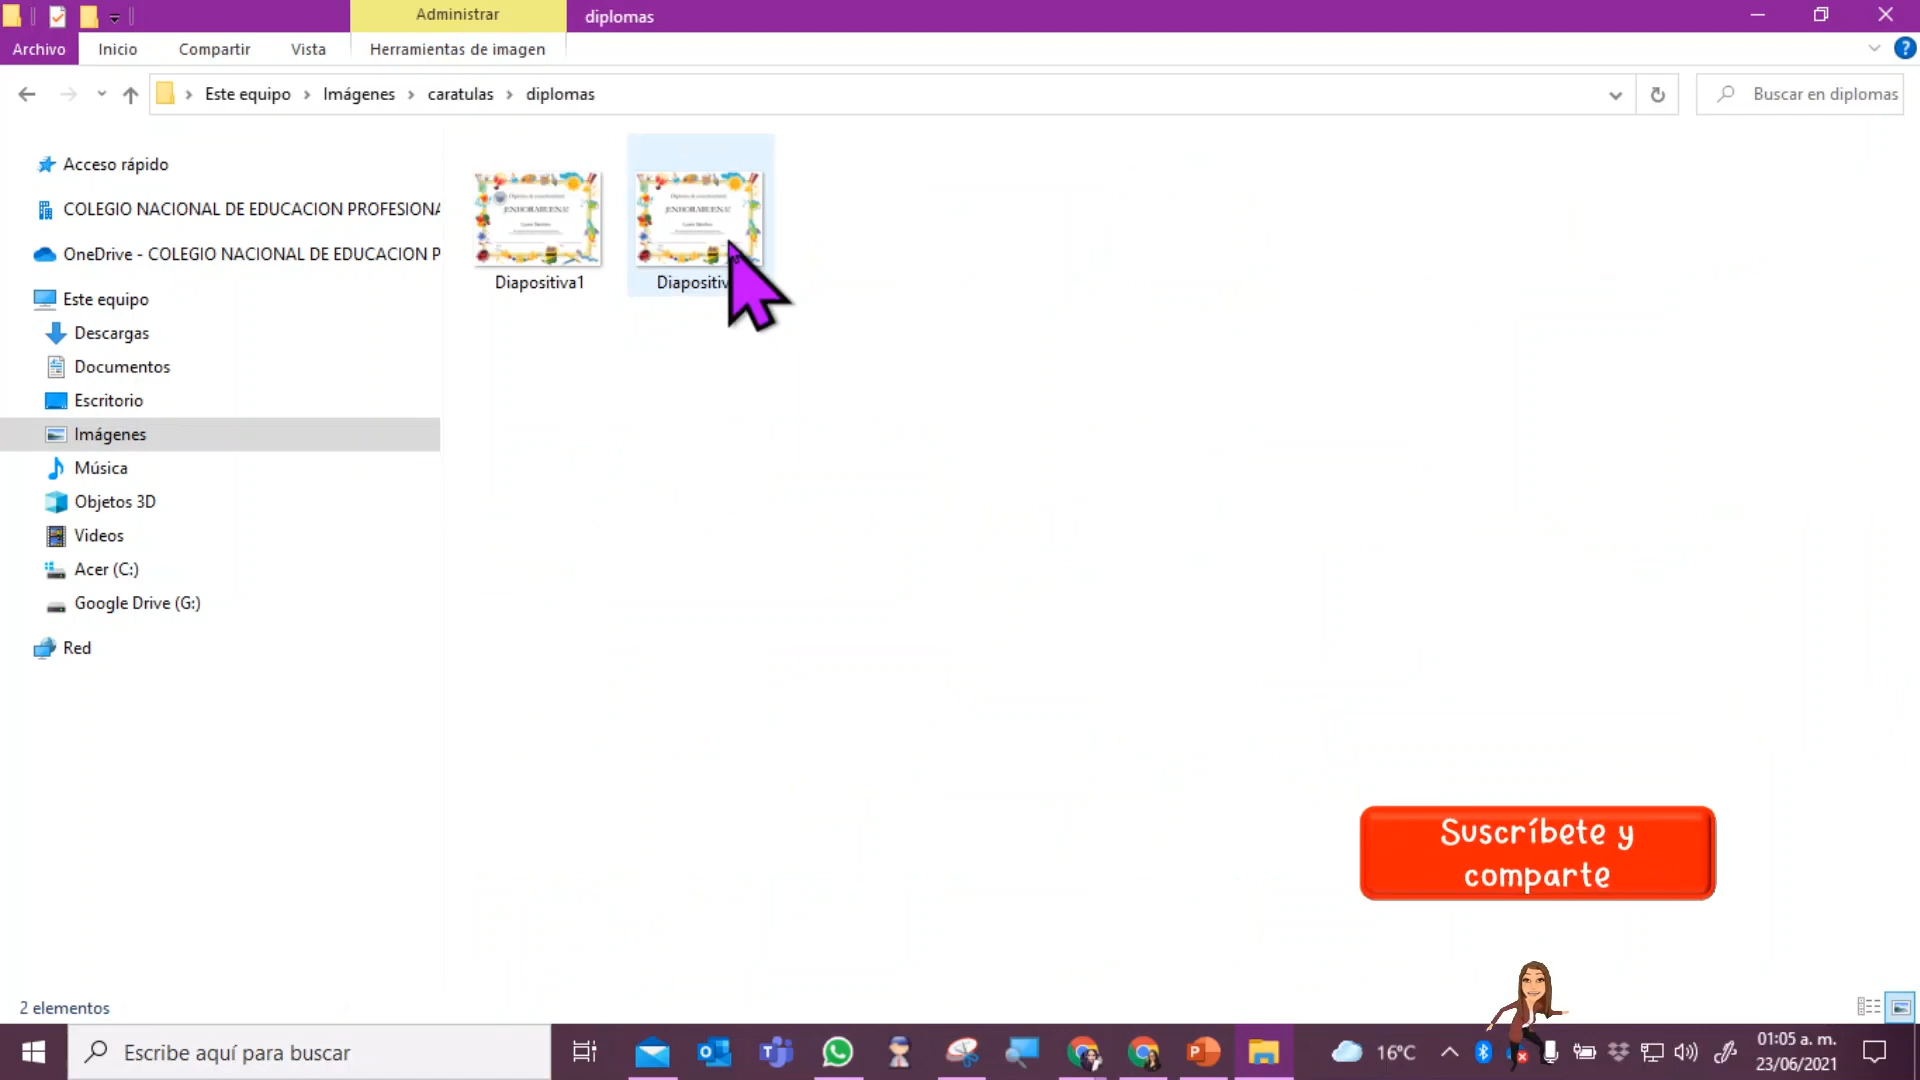 Administrar
diplomas
Archivo
Inicio
Compartir
Vista
Herramientas de imagen
Este equipo
Imágenes
caratulas
diplomas
Buscar en diplomas
Acceso rápido
COLEGIO NACIONAL DE EDUCACION PROFESIONA
OneDrive - COLEGIO NACIONAL DE EDUCACION P
Este equipo
Descargas
Documentos
Escritorio
Imágenes
Música
Objetos 3D
Videos
Acer (C:)
Google Drive (G:)
Red
¡ENHORABUENA!
Diapositiva1
¡ENHORABUENA!
Diapositiv
Suscríbete y
comparte
2 elementos
Escribe aquí para buscar
16°C
01:05 a. m.
23/06/2021